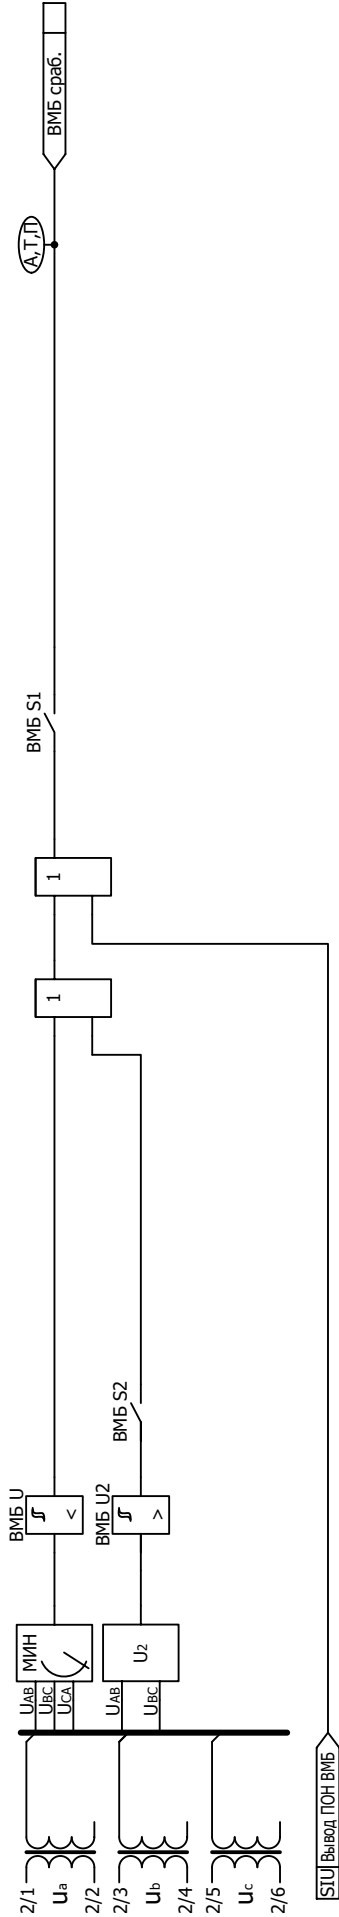 2/1
ua
2/2
2/3
ub
2/4
2/5
uc
2/6
SIU Вывод ПОН ВМБ
UAB
UBC
UCA
МИН
UAB
UBC
U2
ВМБ U
<
ВМБ U2
>
ВМБ S2
1
1
ВМБ S1
А,Т,П
ВМБ сраб.